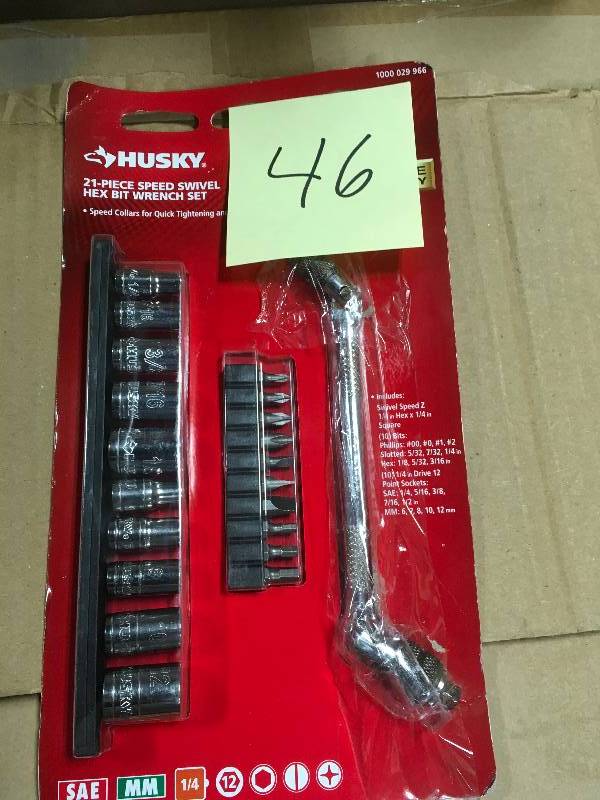 1000 029 966
46
HUSKY
21-PIECE SPEED SWIVEL
HEX BIT WRENCH SET
• Speed Collars for Quick Tightening an
• Includes:
Swivel Speed Z
1/4 in Hex x 1/4 in
Square
(10) Bits:
Phillips: #00, #0, #1, #2
Slotted: 5/32, 7/32, 1/4 in
Hex: 1/8, 5/32, 3/16 in
(10) 1/4 in Drive 12
Point Sockets:
SAE: 1/4, 5/16, 3/8,
7/16, 1/2 in
MM: 6, 7, 8, 10, 12 mm
SAE
MM
1/4
12